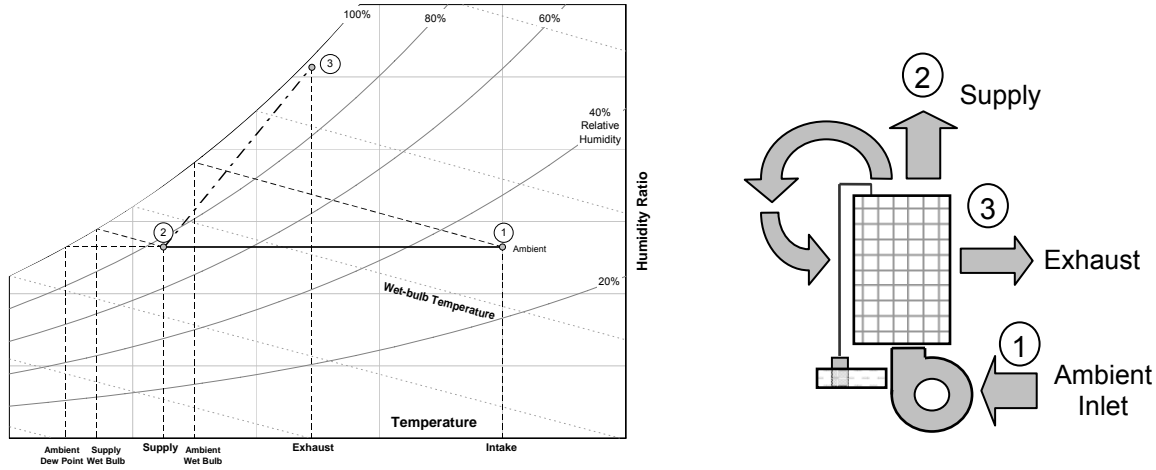 100%
80%
60%
3
40%
Relative
Humidity
2
1
Ambient
20%
Wet-bulb Temperature
Humidity Ratio
Temperature
Ambient
Dew Point
Supply
Wet Bulb
Supply
Ambient
Wet Bulb
Exhaust
Intake
2
Supply
3
Exhaust
1
Ambient
Inlet